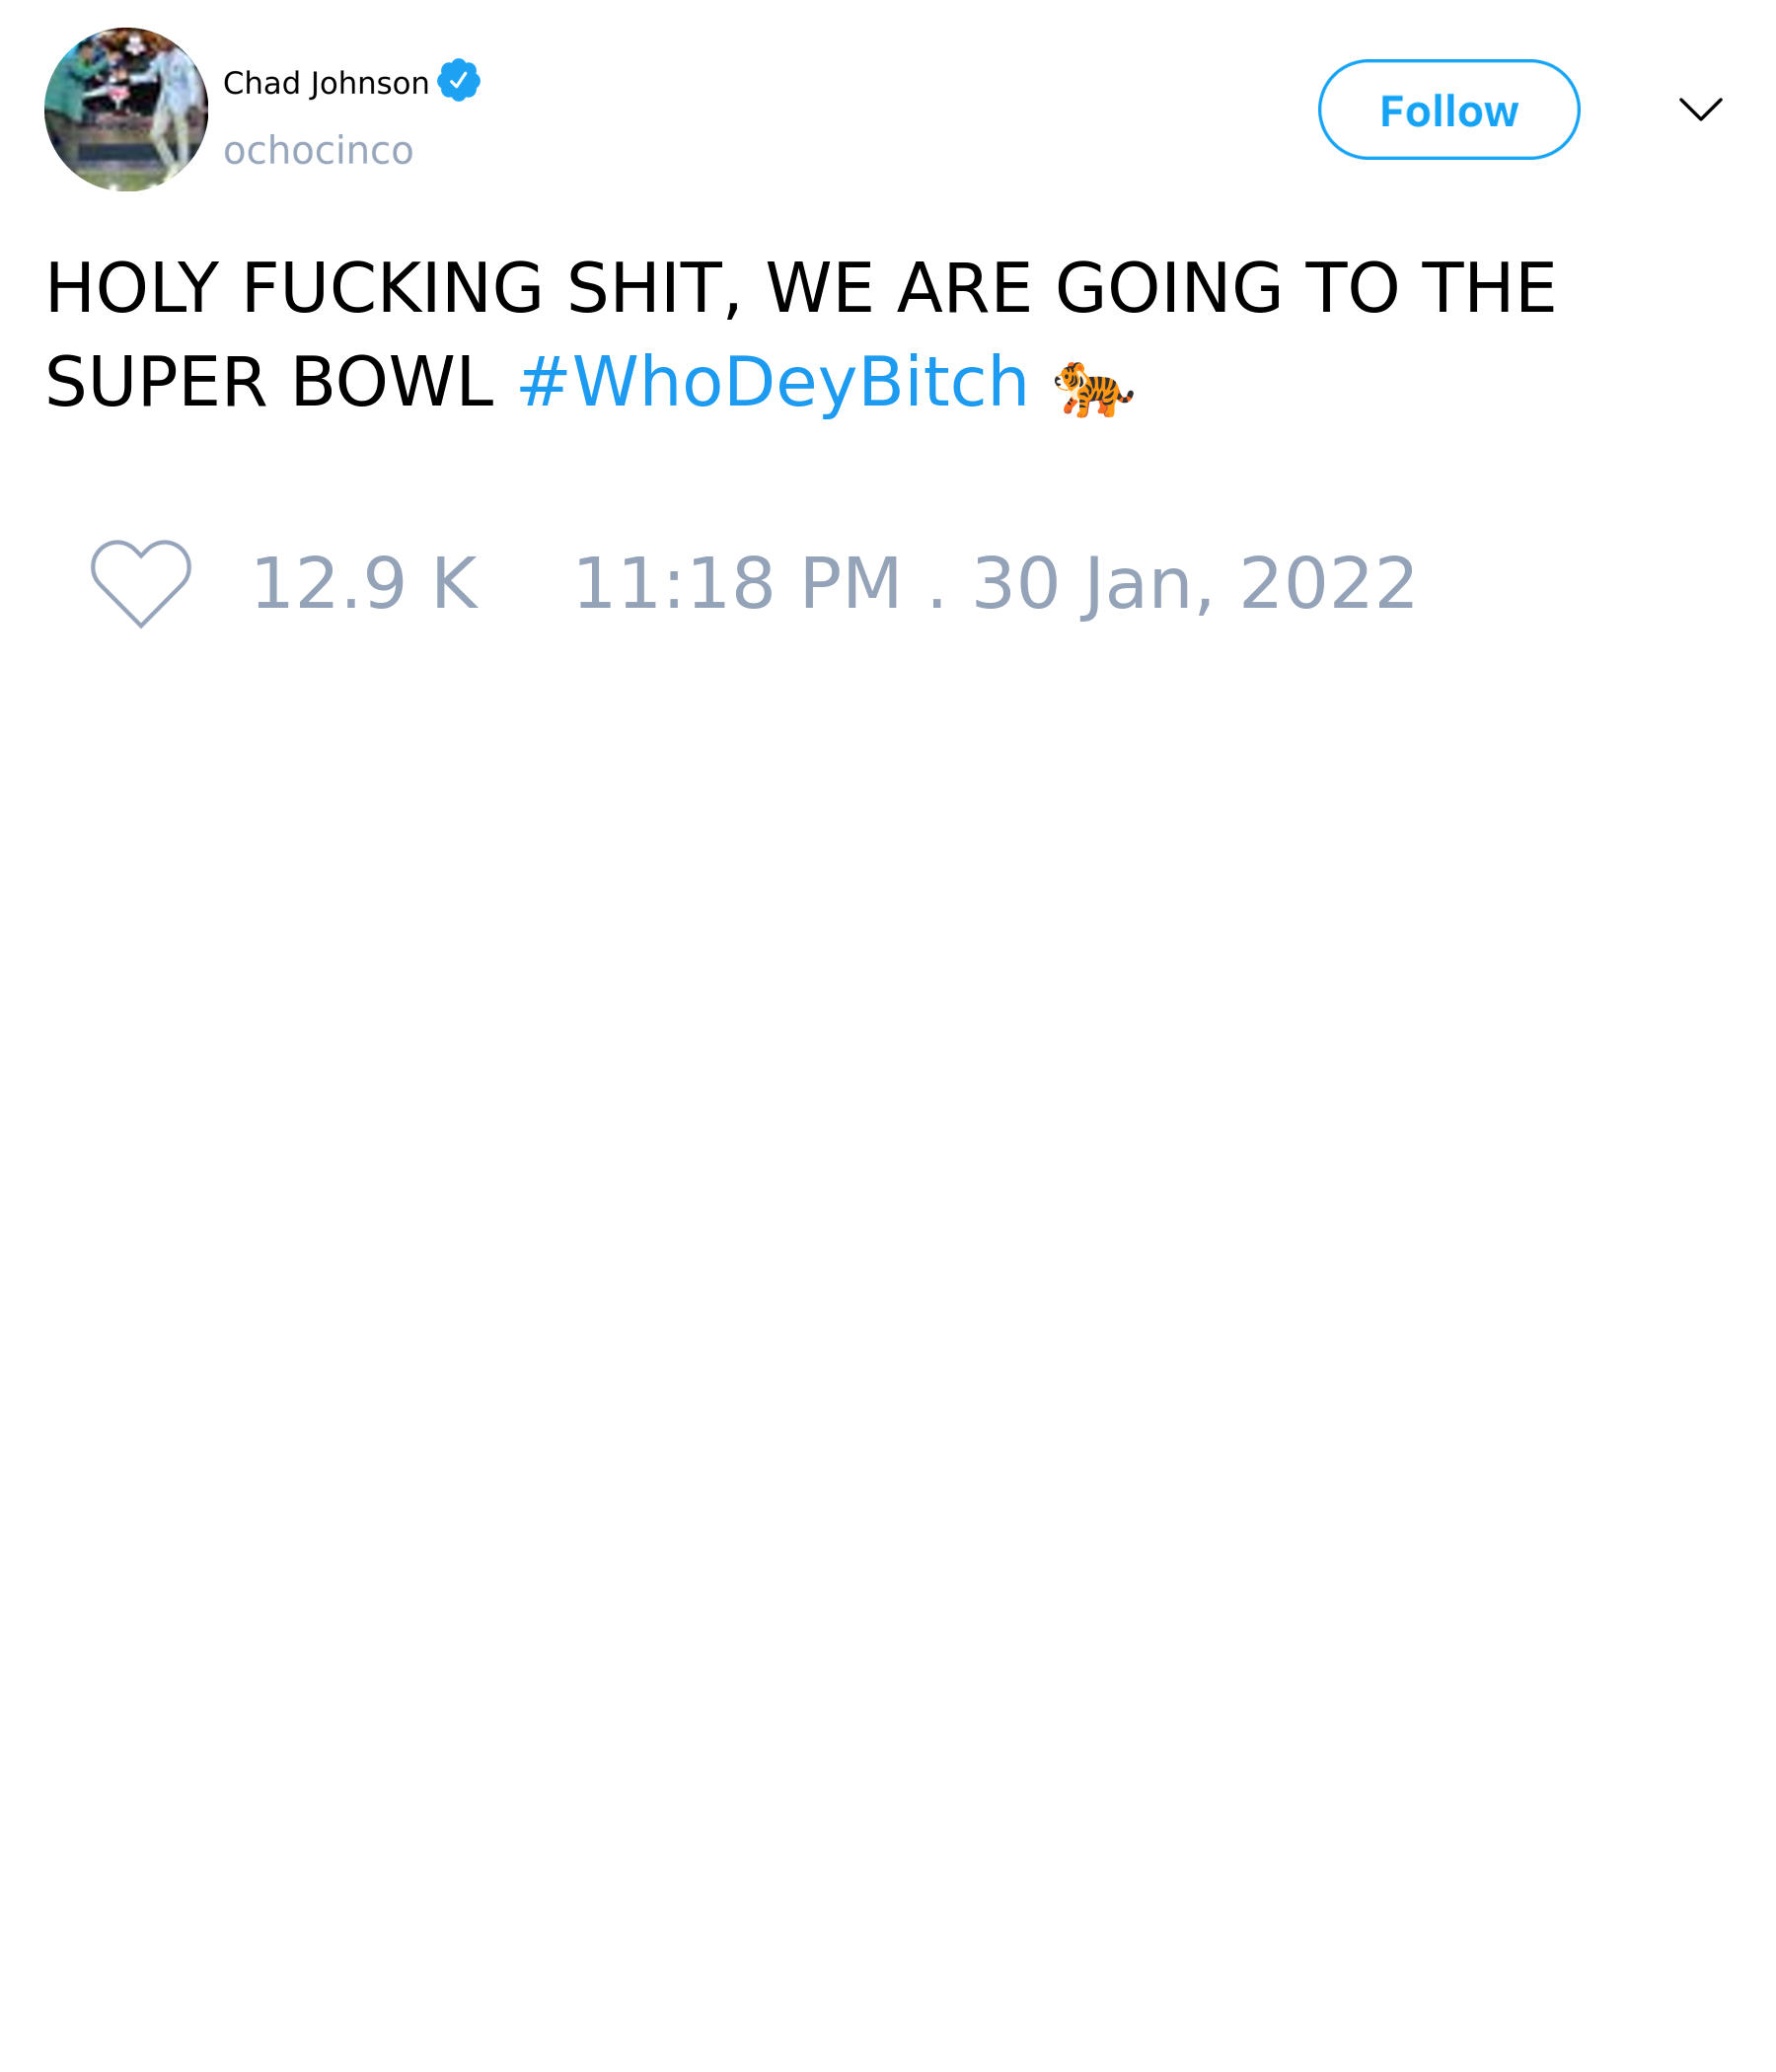 Chad Johnson
Follow
ochocinco
HOLY FUCKING SHIT, WE ARE GOING TO THE
SUPER BOWL #WhoDeyBitch 🐅
12.9 K 11:18 PM . 30 Jan, 2022